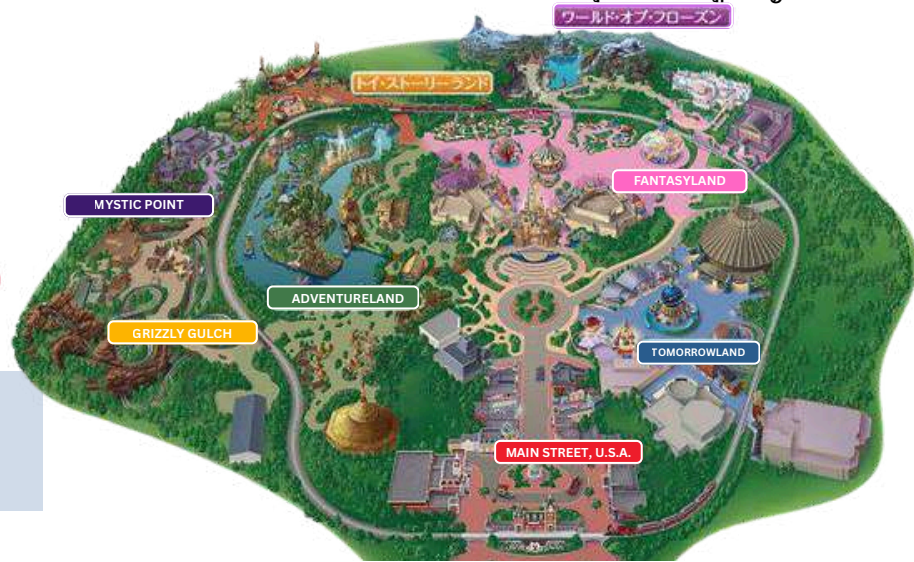 ワールド・オブ・フローズン
トイ・ストーリーランド
FANTASYLAND
MYSTIC POINT
ADVENTURELAND
GRIZZLY GULCH
TOMORROWLAND
MAIN STREET, U.S.A.